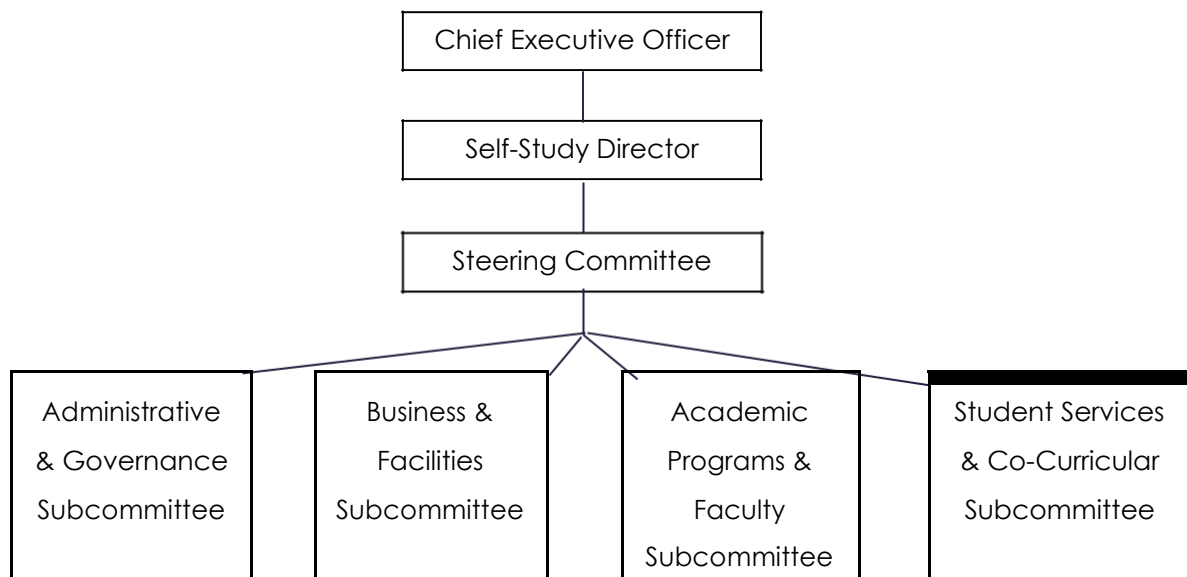 Chief Executive Officer
Self-Study Director
Steering Committee
Administrative
& Governance
Subcommittee
Business &
Facilities
Subcommittee
Academic
Programs &
Faculty
Subcommittee
Student Services
& Co-Curricular
Subcommittee